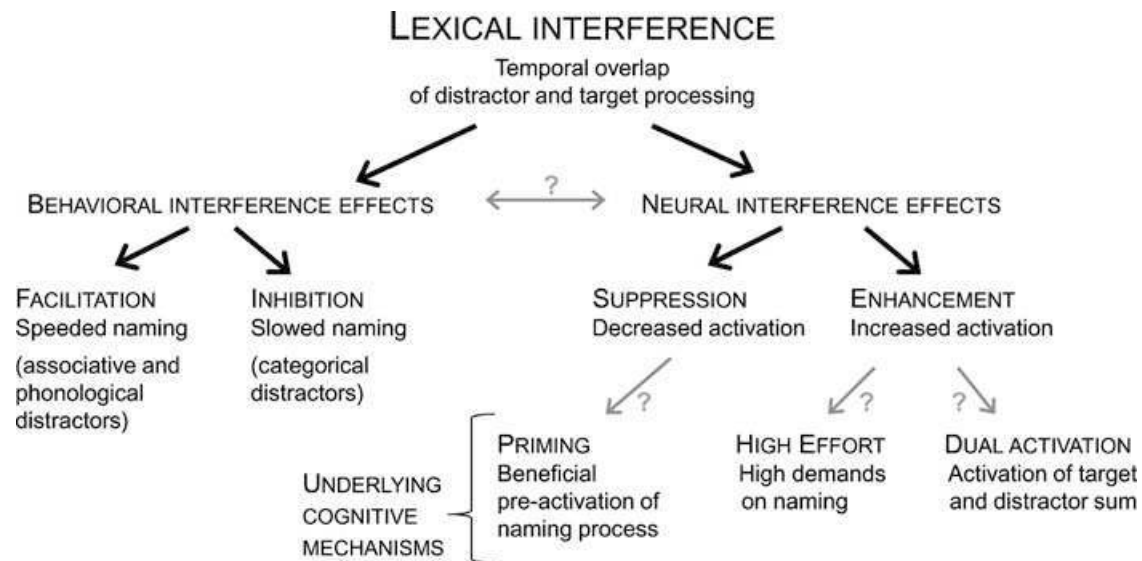 LEXICAL INTERFERENCE
Temporal overlap
of distractor and target processing
?
BEHAVIORAL INTERFERENCE EFFECTS
NEURAL INTERFERENCE EFFECTS
FACILITATION
Speeded naming
(associative and
phonological
distractors)
INHIBITION
Slowed naming
(categorical
distractors)
SUPPRESSION
Decreased activation
ENHANCEMENT
Increased activation
?
?
?
UNDERLYING
COGNITIVE
MECHANISMS
PRIMING
Beneficial
pre-activation of
naming process
HIGH EFFORT
High demands
on naming
DUAL ACTIVATION
Activation of target
and distractor sum